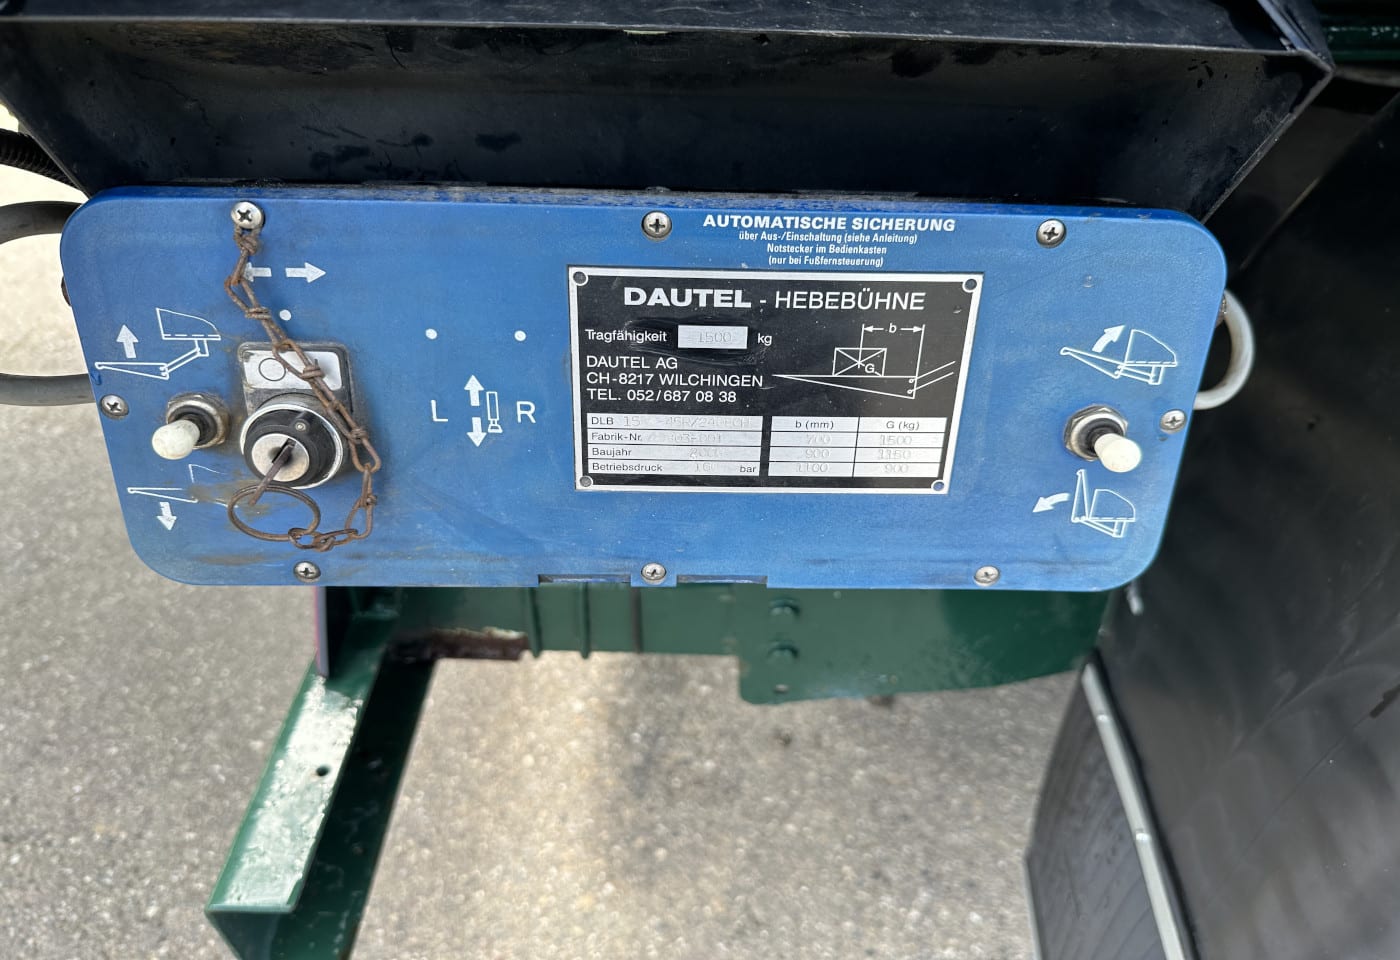 AUTOMATISCHE SICHERUNG
über Aus-/Einschaltung (siehe Anleitung)
Notstecker im Bedienkasten
(nur bei Fußfernsteuerung)
DAUTEL - HEBEBÜHNE
Tragfähigkeit 1500 kg
b
G
DAUTEL AG
CH-8217 WILCHINGEN
TEL. 052/687 08 38
L R
DLB 15 b (mm) G (kg)
Fabrik-Nr. 700 1500
Baujahr 900 1150
Betriebsdruck bar 1100 900